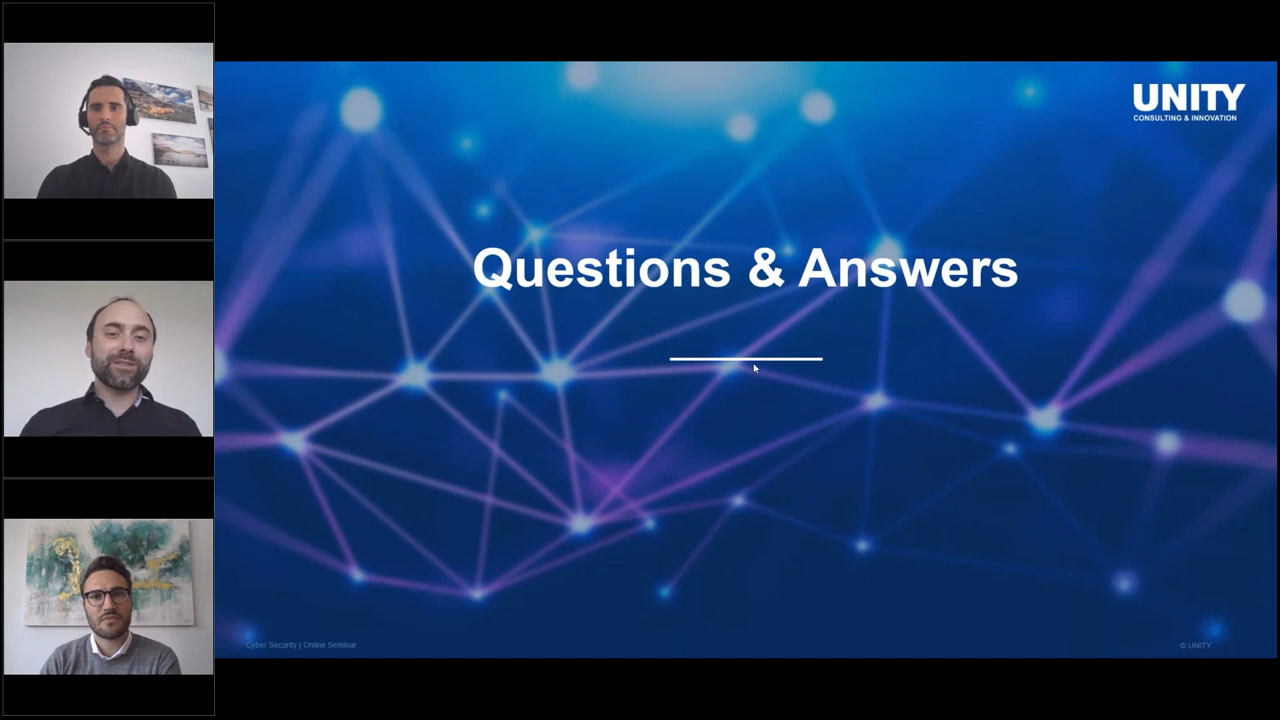 UNITY
CONSULTING & INNOVATION
Questions & Answers
Cyber Security | Online Seminar
© UNITY